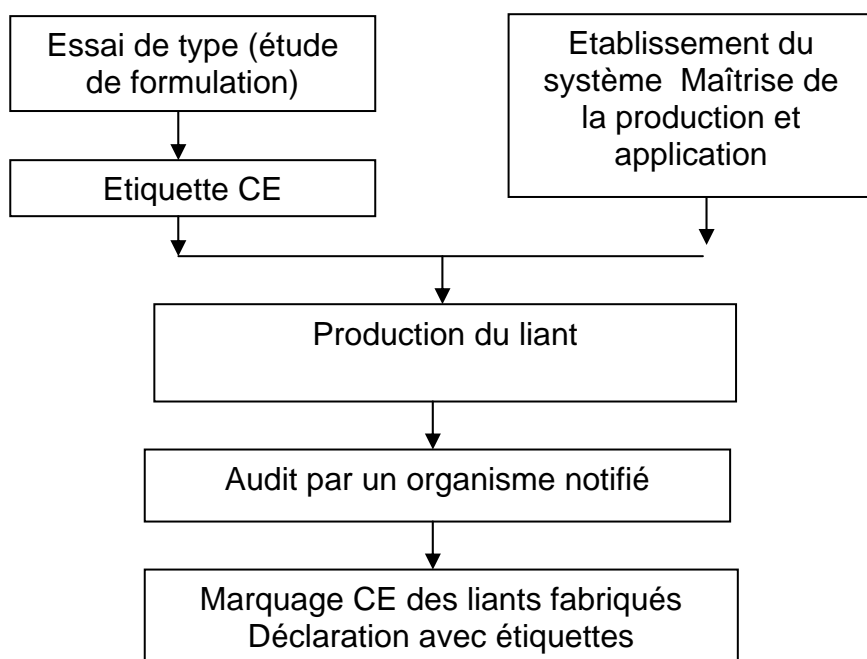 Essai de type (étude
de formulation)
Etiquette CE
Etablissement du
système Maîtrise de
la production et
application
Production du liant
Audit par un organisme notifié
Marquage CE des liants fabriqués
Déclaration avec étiquettes